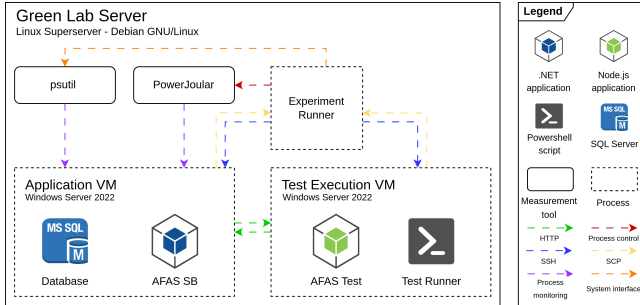 Green Lab Server
Linux Superserver - Debian GNU/Linux
psutil
PowerJoular
Experiment
Runner
Application VM
Windows Server 2022
MS SQL
M
Database
AFAS SB
Test Execution VM
Windows Server 2022
AFAS Test
Test Runner
Legend
.NET
application
Node.js
application
Powershell
script
MS SQL
M
SQL Server
Measurement
tool
Process
HTTP
Process control
SSH
SCP
Process
monitoring
System interface